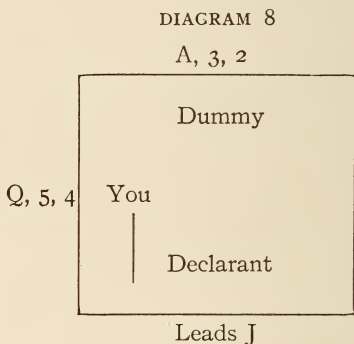 DIAGRAM 8
A, 3, 2
Dummy
Q, 5, 4 You
Declarant
Leads J